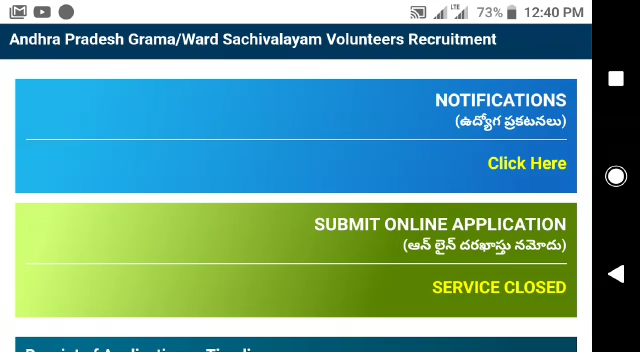 73% 12:40 PM
Andhra Pradesh Grama/Ward Sachivalayam Volunteers Recruitment
NOTIFICATIONS
(ఉద్యోగ ప్రకటనలు)
Click Here
SUBMIT ONLINE APPLICATION
(ఆన్ లైన్ దరఖాస్తు నమోదు)
SERVICE CLOSED